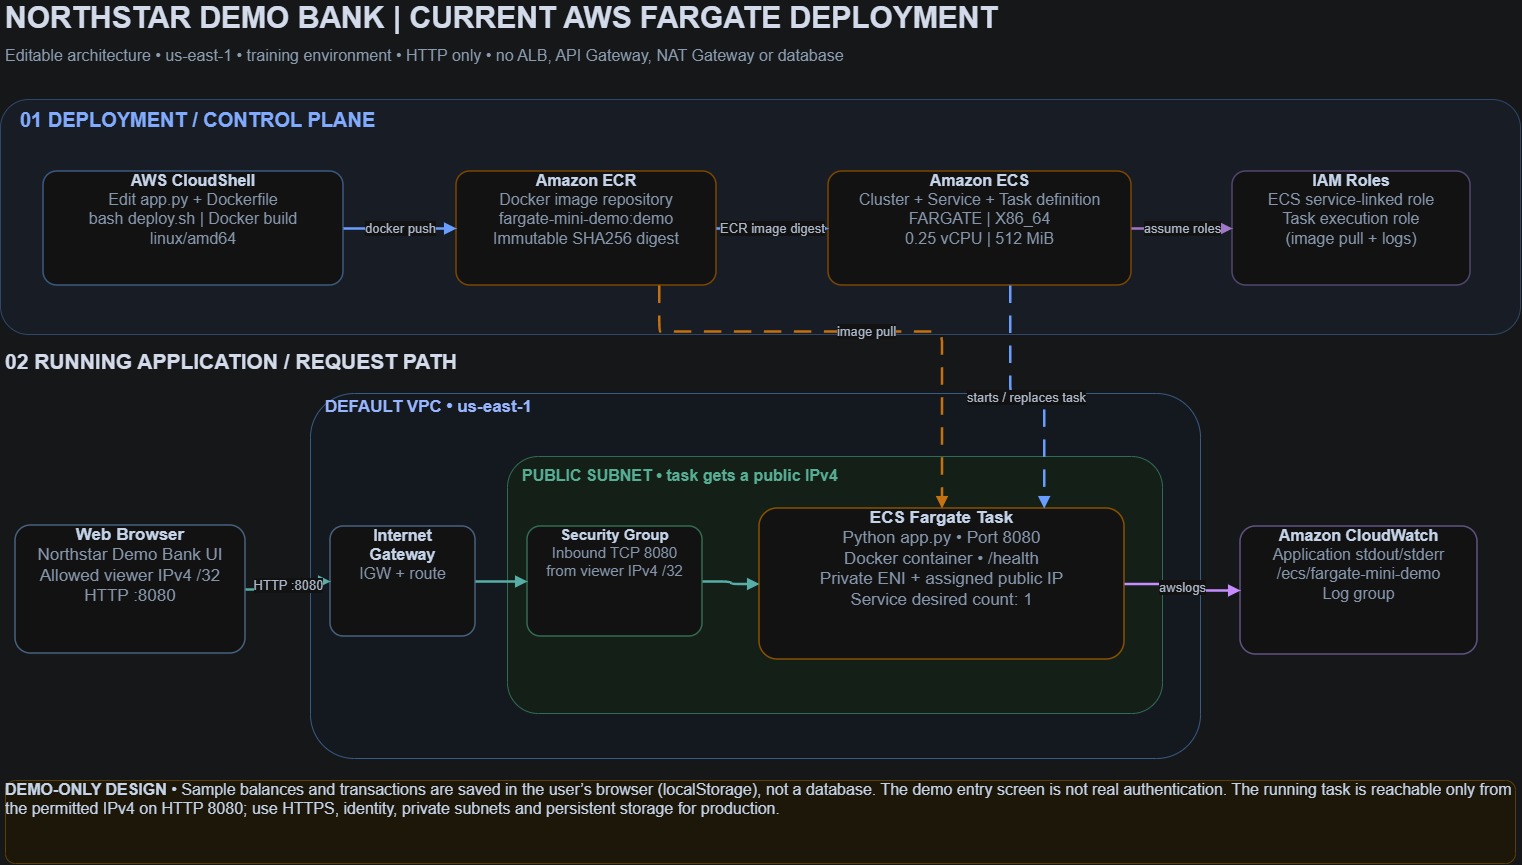 NORTHSTAR DEMO BANK | CURRENT AWS FARGATE DEPLOYMENT
Editable architecture • us-east-1 • training environment • HTTP only • no ALB, API Gateway, NAT Gateway or database
01 DEPLOYMENT / CONTROL PLANE
AWS CloudShell
Edit app.py + Dockerfile
bash deploy.sh | Docker build
linux/amd64
docker push
Amazon ECR
Docker image repository
fargate-mini-demo:demo
Immutable SHA256 digest
ECR image digest
Amazon ECS
Cluster + Service + Task definition
FARGATE | X86_64
0.25 vCPU | 512 MiB
assume roles
IAM Roles
ECS service-linked role
Task execution role
(image pull + logs)
image pull
02 RUNNING APPLICATION / REQUEST PATH
starts / replaces task
DEFAULT VPC • us-east-1
PUBLIC SUBNET • task gets a public IPv4
Web Browser
Northstar Demo Bank UI
Allowed viewer IPv4 /32
HTTP :8080
HTTP :8080
Internet
Gateway
IGW + route
Security Group
Inbound TCP 8080
from viewer IPv4 /32
ECS Fargate Task
Python app.py • Port 8080
Docker container • /health
Private ENI + assigned public IP
Service desired count: 1
awslogs
Amazon CloudWatch
Application stdout/stderr
/ecs/fargate-mini-demo
Log group
DEMO-ONLY DESIGN • Sample balances and transactions are saved in the user’s browser (localStorage), not a database. The demo entry screen is not real authentication. The running task is reachable only from
the permitted IPv4 on HTTP 8080; use HTTPS, identity, private subnets and persistent storage for production.